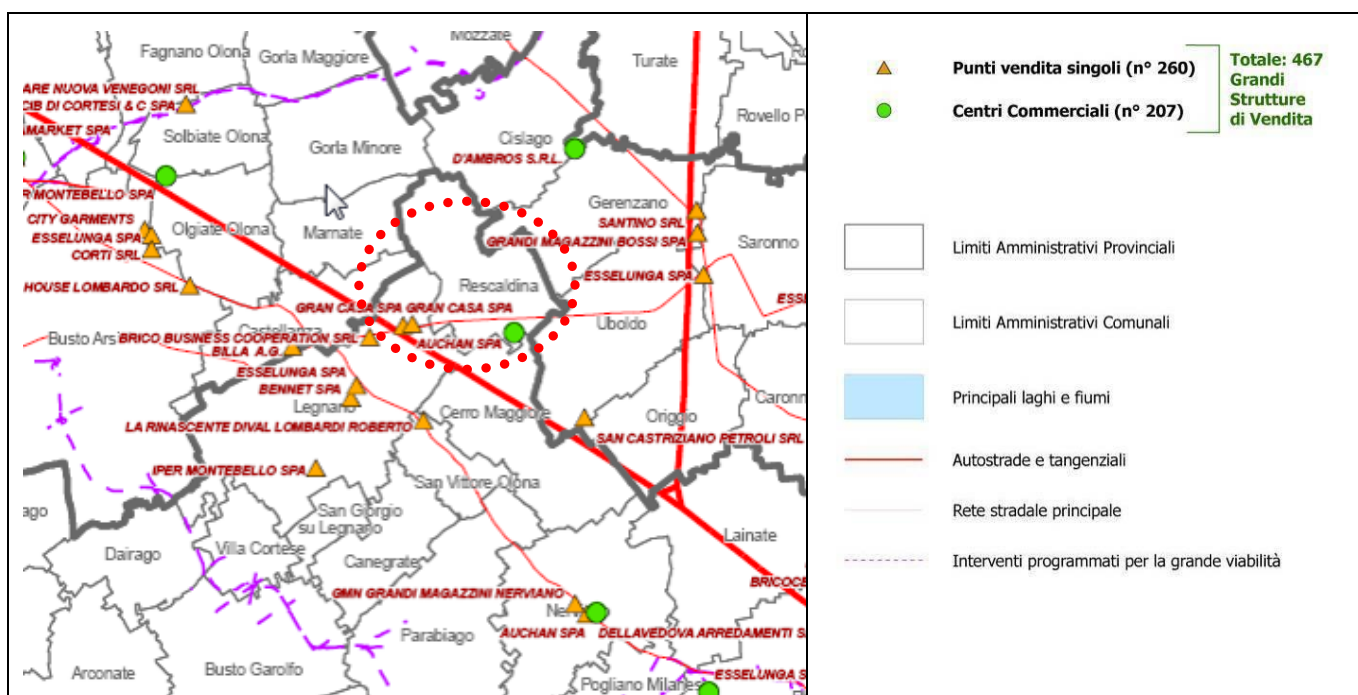 Fagnano Olona
Gorla Maggiore
Mozzate
Turate
ARE NUOVA VENEGONI SRL
CIB DI CORTESI & C SPA
AMARKET SPA
Solbiate Olona
Gorla Minore
Cislago
D'AMBROS S.R.L.
Rovello P
R MONTEBELLO SPA
CITY GARMENTS
ESSELUNGA SPA
CORTI SRL
Olgiate Olona
Marnate
Gerenzano
SANTINO SRL
GRANDI MAGAZZINI BOSSI SPA
Saronno
ESSELUNGA SPA
HOUSE LOMBARDO SRL
Rescaldina
ESSE
GRAN CASA SPA GRAN CASA SPA
Uboldo
Busto Arsi
Castellanza
BRICO BUSINESS COOPERATION SRL
AUCHAN SPA
BILLA A.G.
ESSELUNGA SPA
BENNET SPA
Legnano
Cerro Maggiore
Origgio
Caronn
LA RINASCENTE DIVAL LOMBARDI ROBERTO
SAN CASTRIZIANO PETROLI SRL
IPER MONTEBELLO SPA
San Vittore Olona
ago
San Giorgio
su Legnano
Lainate
Dairago
Villa Cortese
Canegrate
BRICOCE
GMN GRANDI MAGAZZINI NERVIANO
Ner
AUCHAN SPA
DELLAVEDOVA ARREDAMENTI S
Parabiago
Arconate
Busto Garolfo
ESSELUNGA S
Pogliano Milanes
Punti vendita singoli (n° 260)
Centri Commerciali (n° 207)
Totale: 467
Grandi
Strutture
di Vendita
Limiti Amministrativi Provinciali
Limiti Amministrativi Comunali
Principali laghi e fiumi
Autostrade e tangenziali
Rete stradale principale
Interventi programmati per la grande viabilità